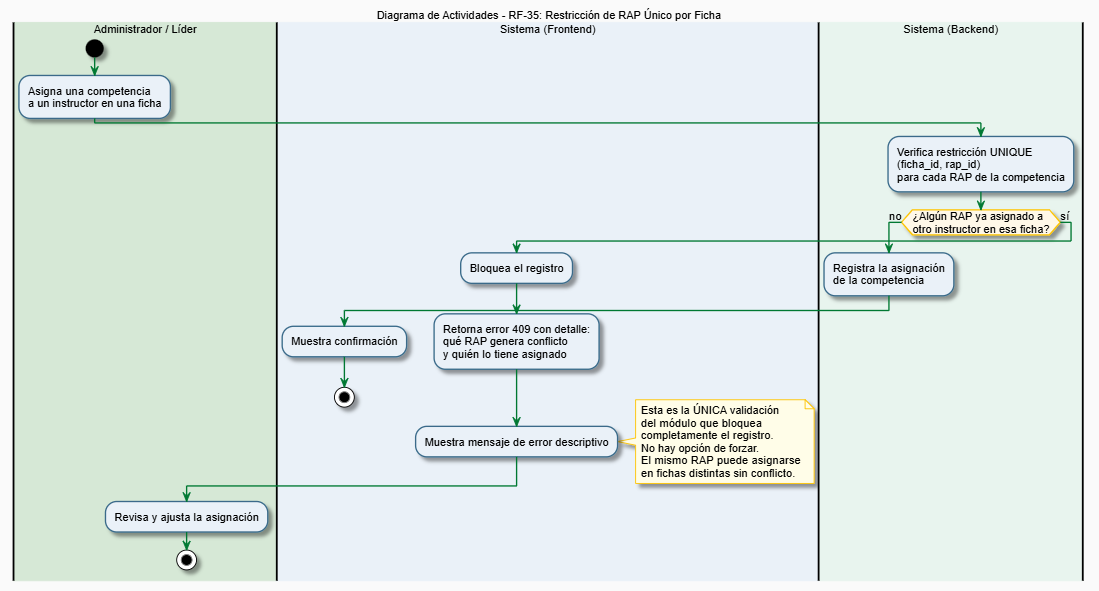 Diagrama de Actividades - RF-35: Restricción de RAP Único por Ficha
Administrador / Líder
Sistema (Frontend)
Sistema (Backend)
Asigna una competencia
a un instructor en una ficha
Verifica restricción UNIQUE
(ficha_id, rap_id)
para cada RAP de la competencia
no
¿Algún RAP ya asignado a
otro instructor en esa ficha?
sí
Bloquea el registro
Registra la asignación
de la competencia
Muestra confirmación
Retorna error 409 con detalle:
qué RAP genera conflicto
y quién lo tiene asignado
Muestra mensaje de error descriptivo
Esta es la ÚNICA validación
del módulo que bloquea
completamente el registro.
No hay opción de forzar.
El mismo RAP puede asignarse
en fichas distintas sin conflicto.
Revisa y ajusta la asignación